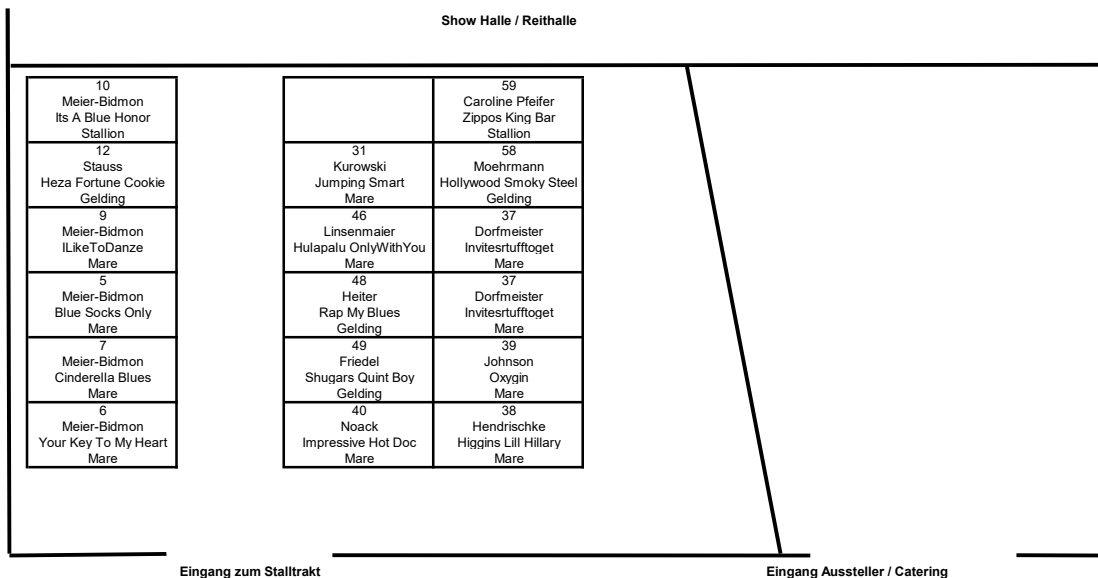 Show Halle / Reithalle
10
Meier-Bidmon
Its A Blue Honor
Stallion
12
Stauss
Heza Fortune Cookie
Gelding
9
Meier-Bidmon
ILikeToDanze
Mare
5
Meier-Bidmon
Blue Socks Only
Mare
7
Meier-Bidmon
Cinderella Blues
Mare
6
Meier-Bidmon
Your Key To My Heart
Mare
31
Kurowski
Jumping Smart
Mare
46
Linsenmaier
Hulapalu OnlyWithYou
Mare
48
Heiter
Rap My Blues
Gelding
49
Friedel
Shugars Quint Boy
Gelding
40
Noack
Impressive Hot Doc
Mare
59
Caroline Pfeifer
Zippos King Bar
Stallion
58
Moehrmann
Hollywood Smoky Steel
Gelding
37
Dorfmeister
Invitesrtufftoget
Mare
37
Dorfmeister
Invitesrtufftoget
Mare
39
Johnson
Oxygin
Mare
38
Hendrischke
Higgins Lill Hillary
Mare
Eingang zum Stalltrakt
Eingang Aussteller / Catering